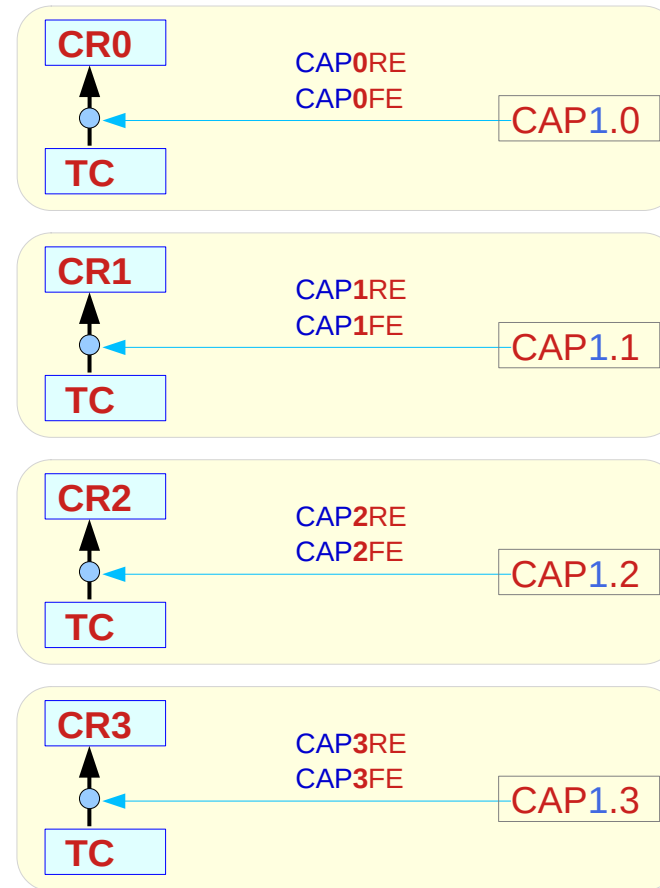 CR0
CAP0RE
CAP0FE
CAP1.0
TC
CR1
CAP1RE
CAP1FE
CAP1.1
TC
CR2
CAP2RE
CAP2FE
CAP1.2
TC
CR3
CAP3RE
CAP3FE
CAP1.3
TC